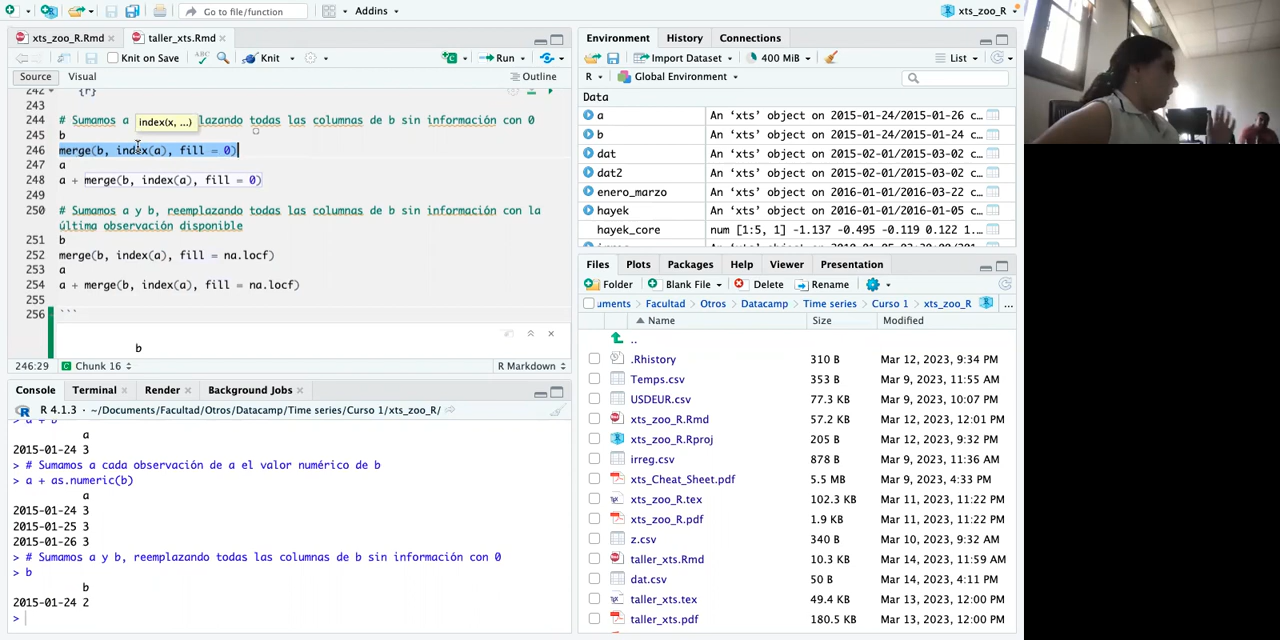 Go to file/function
Addins
xts_zoo_R
xts_zoo_R.Rmd
taller_xts.Rmd
Knit on Save
ABC
Knit
Run
Source
Visual
Outline
242
{r}
243
244 # Sumamos a
index(x, ...)
lazando todas las columnas de b sin información con 0
245 b
246 merge(b, index(a), fill = 0)
247 a
248 a + merge(b, index(a), fill = 0)
249
250 # Sumamos a y b, reemplazando todas las columnas de b sin información con la
última observación disponible
251 b
252 merge(b, index(a), fill = na.locf)
253 a
254 a + merge(b, index(a), fill = na.locf)
255
256 ```
b
246:29
Chunk 16
R Markdown
Console
Terminal
Render
Background Jobs
R 4.1.3 · ~/Documents/Facultad/Otros/Datacamp/Time series/Curso 1/xts_zoo_R/
> a + b
a
2015-01-24 3
> # Sumamos a cada observación de a el valor numérico de b
> a + as.numeric(b)
a
2015-01-24 3
2015-01-25 3
2015-01-26 3
> # Sumamos a y b, reemplazando todas las columnas de b sin información con 0
> b
b
2015-01-24 2
>
Environment
History
Connections
Import Dataset
400 MiB
List
R
Global Environment
Data
a An ‘xts’ object on 2015-01-24/2015-01-26 c…
b An ‘xts’ object on 2015-01-24/2015-01-24 c…
dat An ‘xts’ object on 2015-02-01/2015-03-02 c…
dat2 An ‘xts’ object on 2015-02-01/2015-03-02 c…
enero_marzo An ‘xts’ object on 2016-01-01/2016-03-22 c…
hayek An ‘xts’ object on 2016-01-01/2016-01-05 c…
hayek_core num [1:5, 1] -1.137 -0.495 -0.119 0.122 1.…
Files
Plots
Packages
Help
Viewer
Presentation
Folder
Blank File
Delete
Rename
uments
Facultad
Otros
Datacamp
Time series
Curso 1
xts_zoo_R
...
Name Size Modified
..
.Rhistory 310 B Mar 12, 2023, 9:34 PM
Temps.csv 353 B Mar 9, 2023, 11:55 AM
USDEUR.csv 77.3 KB Mar 9, 2023, 10:07 PM
xts_zoo_R.Rmd 57.2 KB Mar 12, 2023, 12:01 PM
xts_zoo_R.Rproj 205 B Mar 12, 2023, 9:32 PM
irreg.csv 878 B Mar 9, 2023, 11:36 AM
xts_Cheat_Sheet.pdf 5.5 MB Mar 9, 2023, 4:33 PM
xts_zoo_R.tex 102.3 KB Mar 11, 2023, 11:22 PM
xts_zoo_R.pdf 1.9 KB Mar 11, 2023, 11:22 PM
z.csv 340 B Mar 10, 2023, 9:32 AM
taller_xts.Rmd 10.3 KB Mar 14, 2023, 11:59 AM
dat.csv 50 B Mar 14, 2023, 4:11 PM
taller_xts.tex 49.4 KB Mar 13, 2023, 12:00 PM
taller_xts.pdf 180.5 KB Mar 13, 2023, 12:00 PM